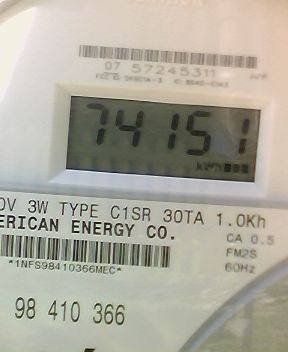 07 57245311
74151
kWh
0V 3W TYPE C1SR 30TA 1.0Kh
ERICAN ENERGY CO.
CA 0.5
FM2S
60Hz
*1NFS98410366MEC*
98 410 366